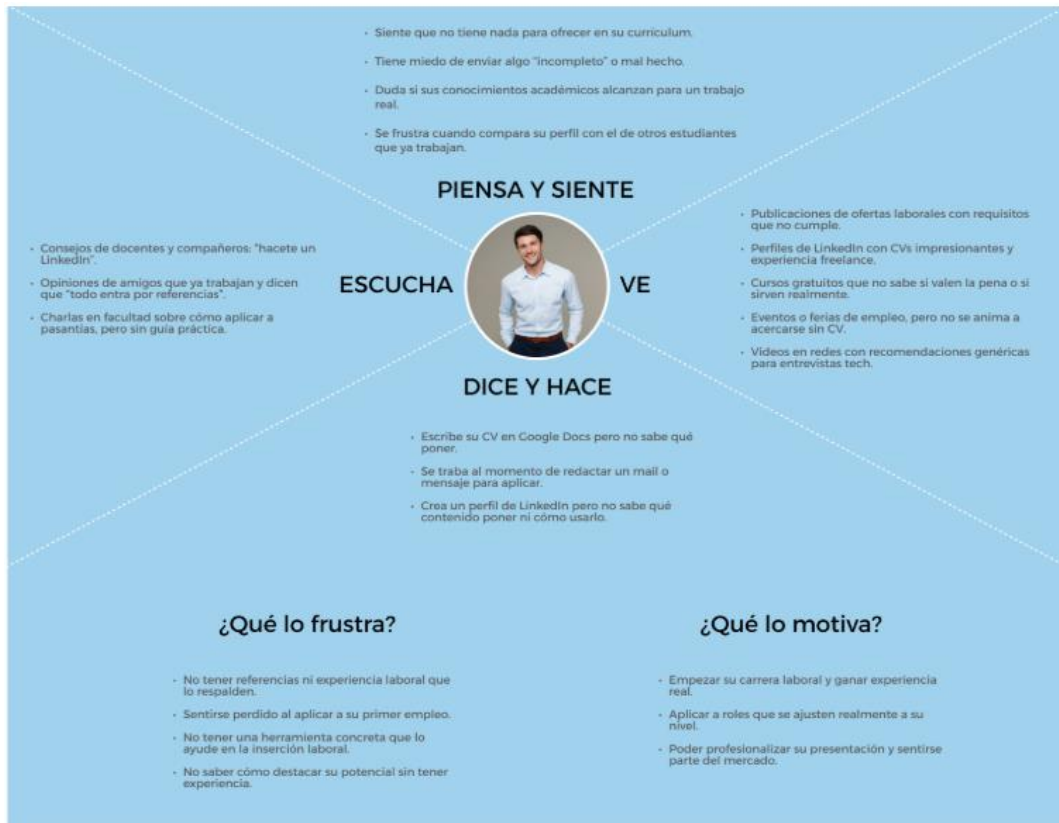 • Siente que no tiene nada para ofrecer en su currículum.
• Tiene miedo de enviar algo "incompleto" o mal hecho.
• Duda si sus conocimientos académicos alcanzan para un trabajo
real.
• Se frustra cuando compara su perfil con el de otros estudiantes
que ya trabajan.
PIENSA Y SIENTE
• Consejos de docentes y compañeros: "hacete un
LinkedIn".
• Opiniones de amigos que ya trabajan y dicen
que "todo entra por referencias".
• Charlas en facultad sobre cómo aplicar a
pasantías, pero sin guía práctica.
ESCUCHA
VE
• Publicaciones de ofertas laborales con requisitos
que no cumple.
• Perfiles de LinkedIn con CVs impresionantes y
experiencia freelance.
• Cursos gratuitos que no sabe si valen la pena o si
sirven realmente.
• Eventos o ferias de empleo, pero no se anima a
acercarse sin CV.
• Videos en redes con recomendaciones genéricas
para entrevistas tech.
DICE Y HACE
• Escribe su CV en Google Docs pero no sabe qué
poner.
• Se traba al momento de redactar un mail o
mensaje para aplicar.
• Crea un perfil de LinkedIn pero no sabe qué
contenido poner ni cómo usarlo.
¿Qué lo frustra?
• No tener referencias ni experiencia laboral que
lo respalden.
• Sentirse perdido al aplicar a su primer empleo.
• No tener una herramienta concreta que lo
ayude en la inserción laboral.
• No saber cómo destacar su potencial sin tener
experiencia.
¿Qué lo motiva?
• Empezar su carrera laboral y ganar experiencia
real.
• Aplicar a roles que se ajusten realmente a su
nivel.
• Poder profesionalizar su presentación y sentirse
parte del mercado.